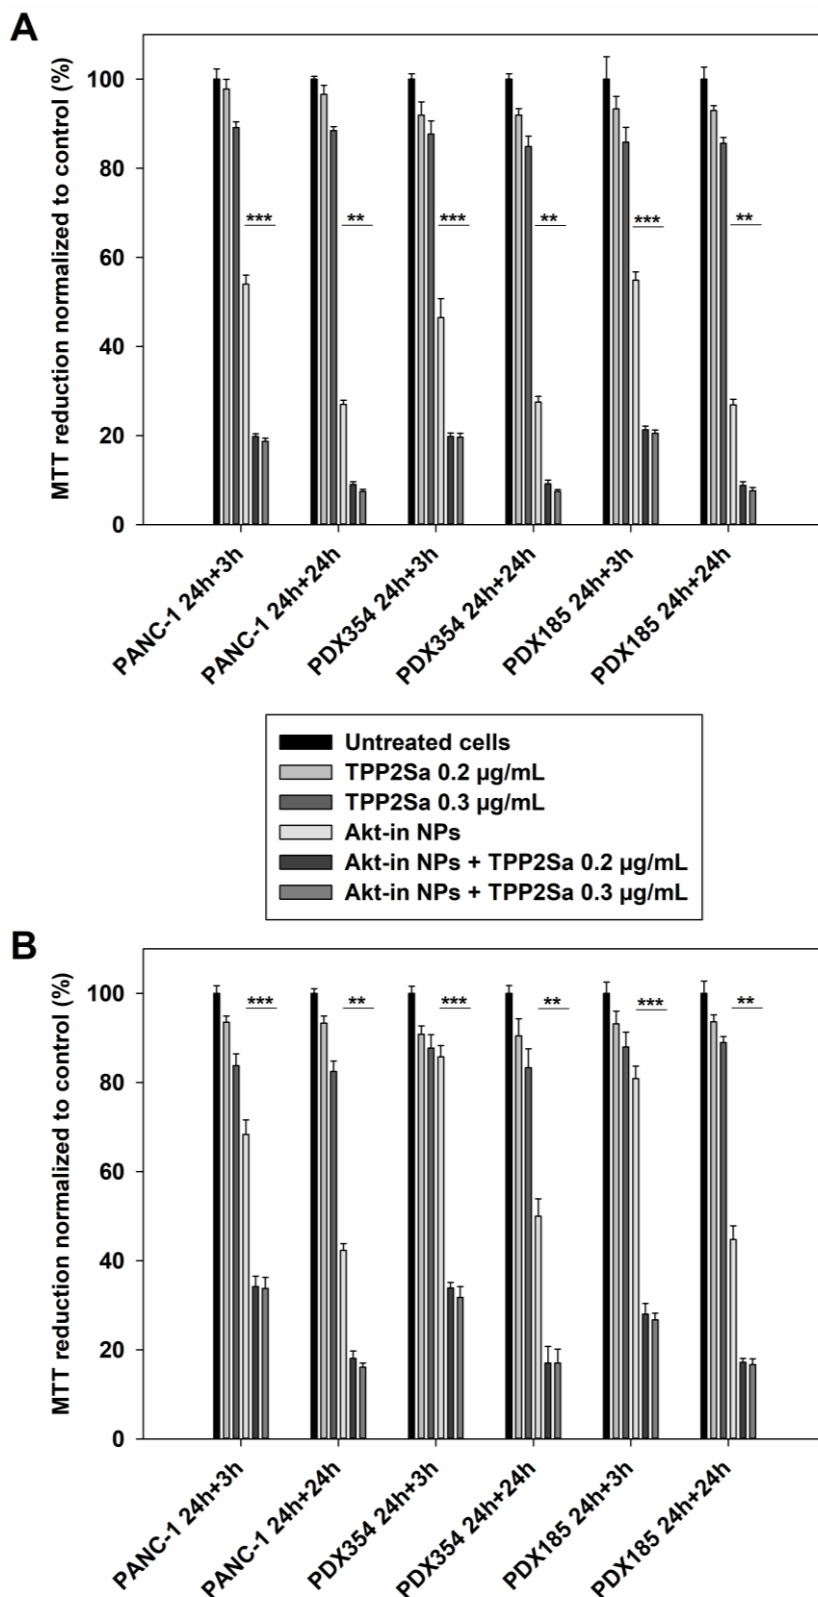 A
MTT reduction normalized to control (%)
100
80
60
40
20
0
*** ** *** ** *** **
PANC-1 24h+3h
PANC-1 24h+24h
PDX354 24h+3h
PDX354 24h+24h
PDX185 24h+3h
PDX185 24h+24h
Untreated cells
TPP2Sa 0.2 µg/mL
TPP2Sa 0.3 µg/mL
Akt-in NPs
Akt-in NPs + TPP2Sa 0.2 µg/mL
Akt-in NPs + TPP2Sa 0.3 µg/mL
B
MTT reduction normalized to control (%)
100
80
60
40
20
0
*** ** *** ** *** **
PANC-1 24h+3h
PANC-1 24h+24h
PDX354 24h+3h
PDX354 24h+24h
PDX185 24h+3h
PDX185 24h+24h